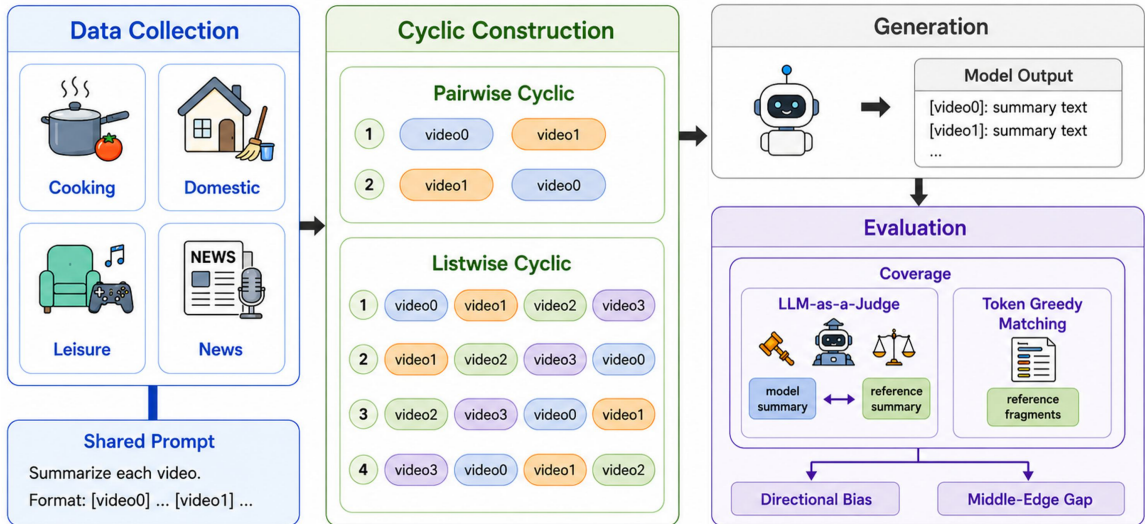 Data Collection
Cooking
Domestic
NEWS
Leisure
News
Shared Prompt
Summarize each video.
Format: [video0] ... [video1] ...
Cyclic Construction
Pairwise Cyclic
1 video0 video1
2 video1 video0
Listwise Cyclic
1 video0 video1 video2 video3
2 video1 video2 video3 video0
3 video2 video3 video0 video1
4 video3 video0 video1 video2
Generation
Model Output
[video0]: summary text
[video1]: summary text
...
Evaluation
Coverage
LLM-as-a-Judge
model
summary
reference
summary
Token Greedy
Matching
reference
fragments
Directional Bias
Middle-Edge Gap